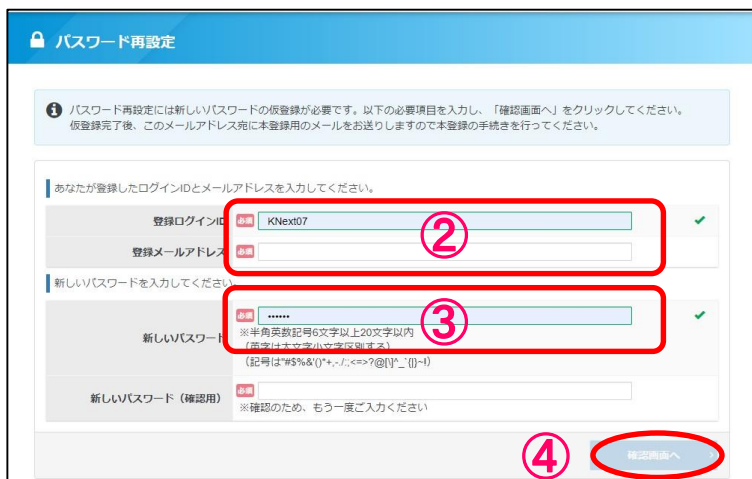 パスワード再設定
パスワード再設定には新しいパスワードの仮登録が必要です。以下の必要項目を入力し、「確認画面へ」をクリックしてください。
仮登録完了後、このメールアドレス宛に本登録用のメールをお送りしますので本登録の手続きを行ってください。
あなたが登録したログインIDとメールアドレスを入力してください。
登録ログインID 必須 KNext07
②
登録メールアドレス 必須
新しいパスワードを入力してください。
新しいパスワード 必須 ••••••
③
※半角英数記号6文字以上20文字以内
(英字は大文字小文字区別する)
(記号は"#$%&'()*+,-./:;<=>?@[\]^_`{|}~!)
新しいパスワード(確認用) 必須
※確認のため、もう一度ご入力ください
④ 確認画面へ